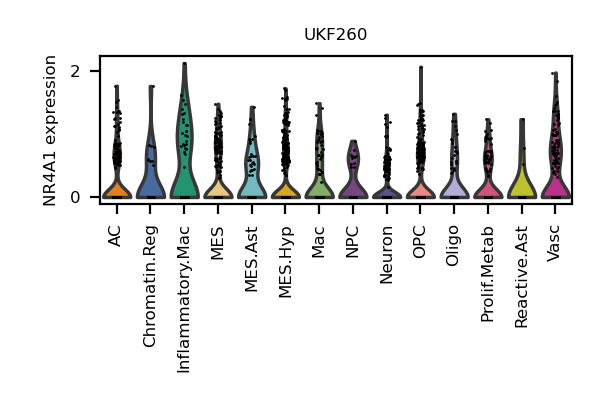 UKF260
NR4A1 expression
2
0
AC
Chromatin.Reg
Inflammatory.Mac
MES
MES.Ast
MES.Hyp
Mac
NPC
Neuron
OPC
Oligo
Prolif.Metab
Reactive.Ast
Vasc